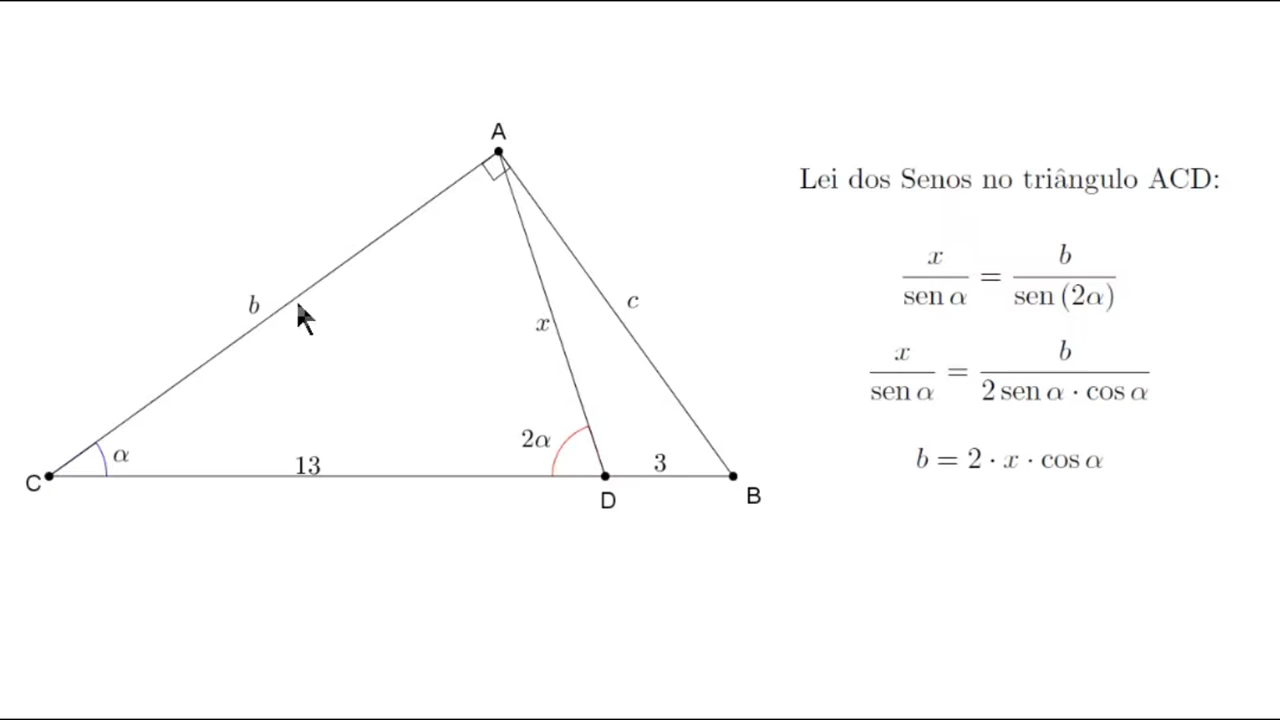 A
b
x
c
α
13
2α
3
C
D
B
Lei dos Senos no triângulo ACD:
x / sen α = b / sen (2α)
x / sen α = b / 2 sen α · cos α
b = 2 · x · cos α